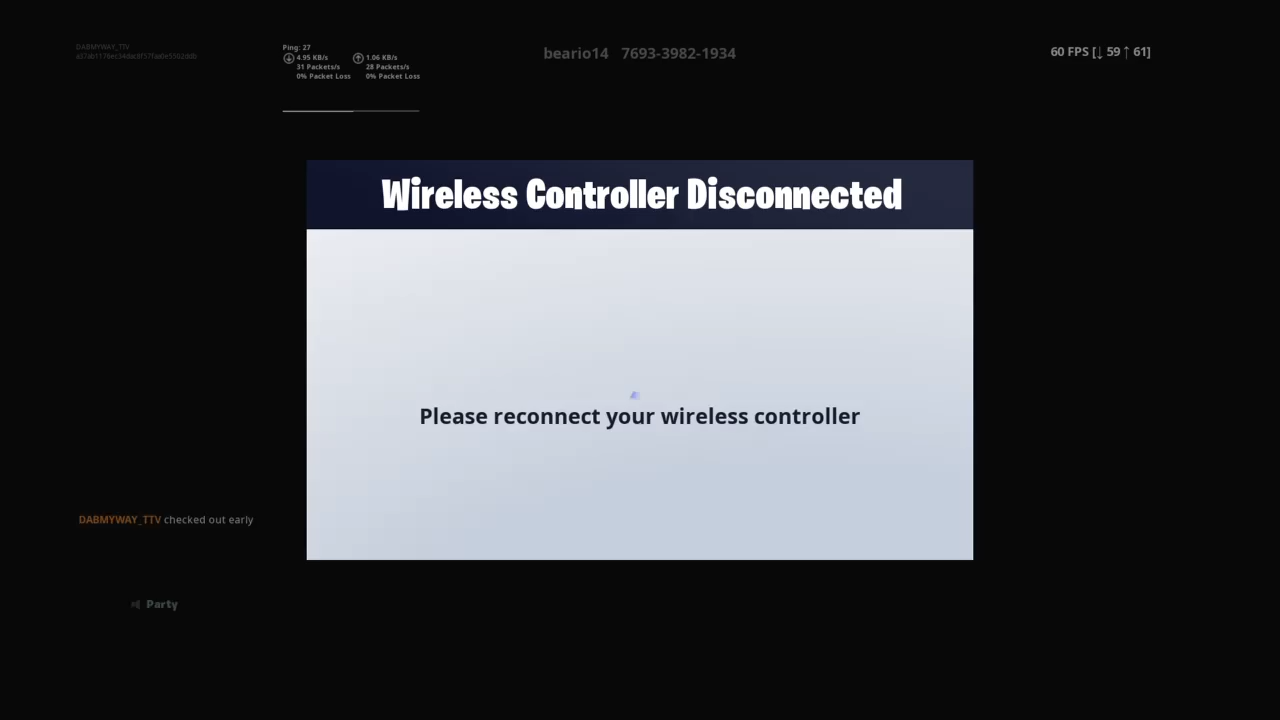 DABMYWAY_TTV
Ping: 27
4.95 KB/s
31 Packets/s
0% Packet Loss
1.06 KB/s
28 Packets/s
0% Packet Loss
beario14 7693-3982-1934
60 FPS [↓ 59 ↑ 61]
Wireless Controller Disconnected
Please reconnect your wireless controller
DABMYWAY_TTV checked out early
Party